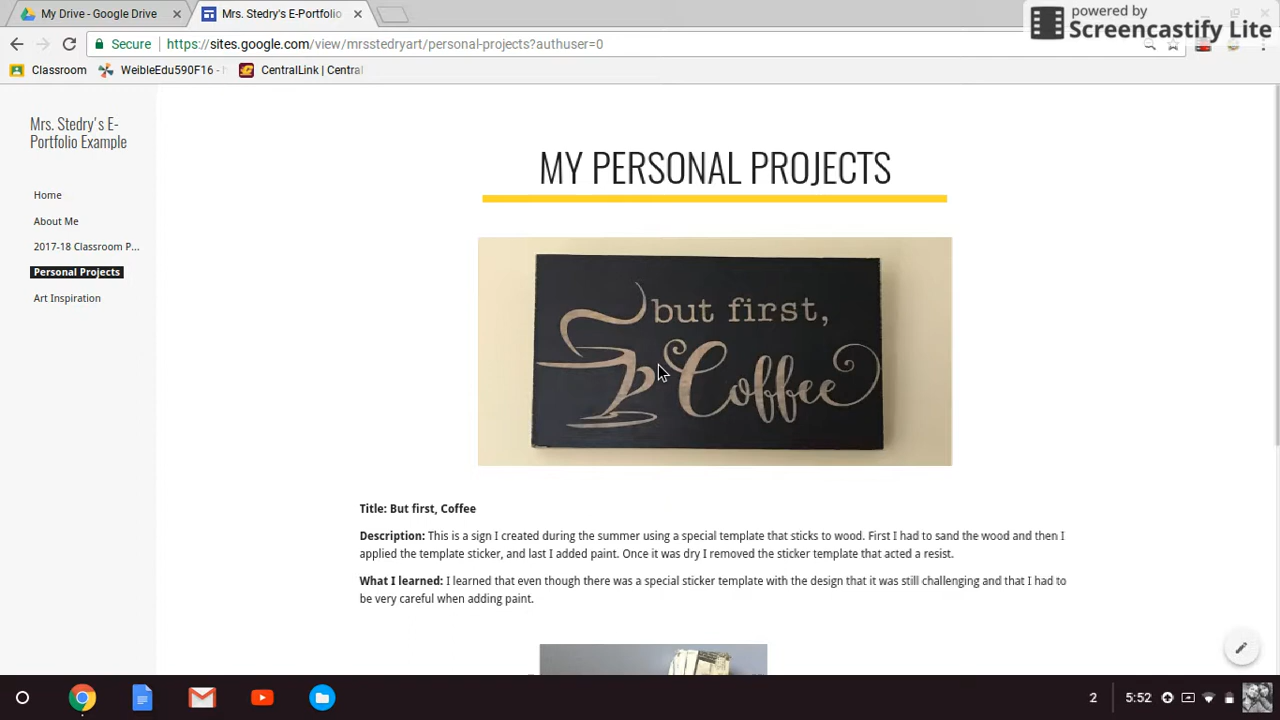 My Drive - Google Drive
Mrs. Stedry's E-Portfolio
powered by
Screencastify Lite
Secure
https://sites.google.com/view/mrsstedryart/personal-projects?authuser=0
Classroom
WeibleEdu590F16 -
CentralLink | Central
Mrs. Stedry's E-
Portfolio Example
Home
About Me
2017-18 Classroom P...
Personal Projects
Art Inspiration
MY PERSONAL PROJECTS
but first,
Coffee
Title: But first, Coffee
Description: This is a sign I created during the summer using a special template that sticks to wood. First I had to sand the wood and then I
applied the template sticker, and last I added paint. Once it was dry I removed the sticker template that acted a resist.
What I learned: I learned that even though there was a special sticker template with the design that it was still challenging and that I had to
be very careful when adding paint.
2
5:52